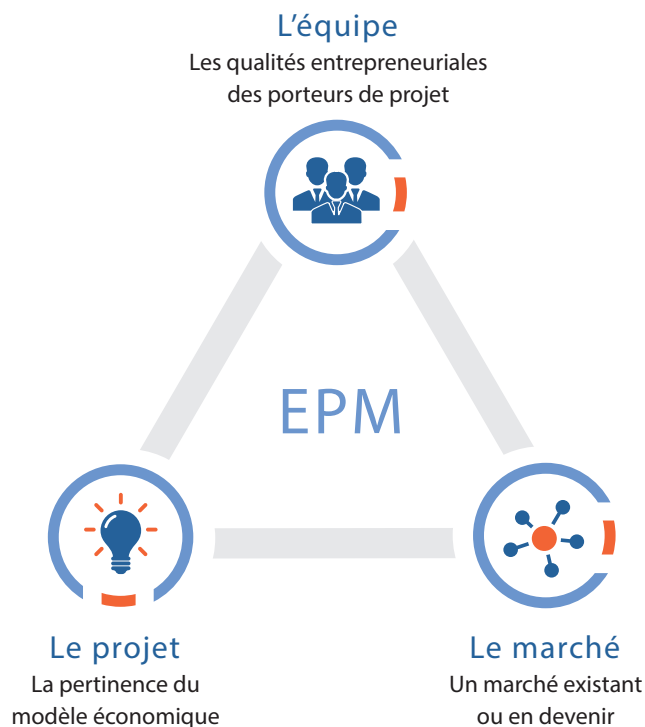 L’équipe
Les qualités entrepreneuriales
des porteurs de projet
EPM
Le projet
La pertinence du
modèle économique
Le marché
Un marché existant
ou en devenir